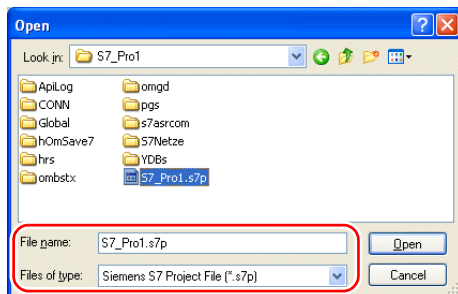 Open
Look in: S7_Pro1
ApiLog omgd
CONN pgs
Global s7asrcom
hOmSave7 S7Netze
hrs YDBs
ombstx S7_Pro1.s7p
File name: S7_Pro1.s7p Open
Files of type: Siemens S7 Project File (*.s7p) Cancel